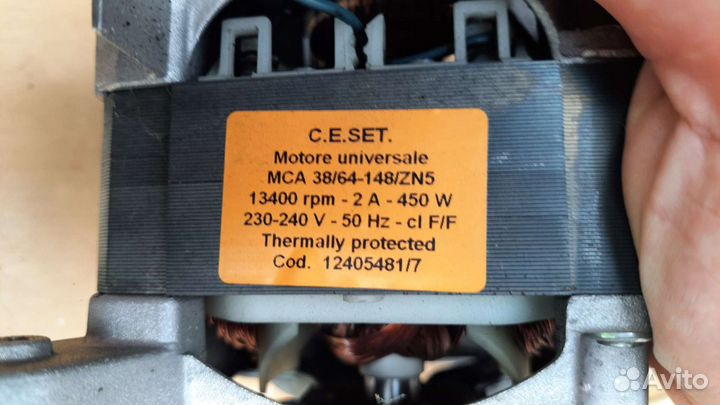 C.E.SET.
Motore universale
MCA 38/64-148/ZN5
13400 rpm - 2 A - 450 W
230-240 V - 50 Hz - cl F/F
Thermally protected
Cod. 12405481/7
Avito